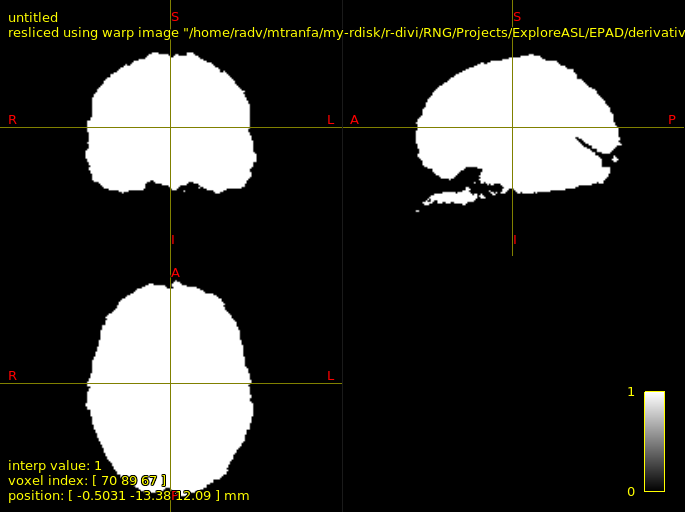 untitled
resliced using warp image "/home/radv/mtranfa/my-rdisk/r-divi/RNG/Projects/ExploreASL/EPAD/derivativ
S
S
R
L
A
P
I
I
A
R
L
1
interp value: 1
voxel index: [ 70 89 67 ]
0
position: [ -0.5031 -13.38 12.09 ] mm